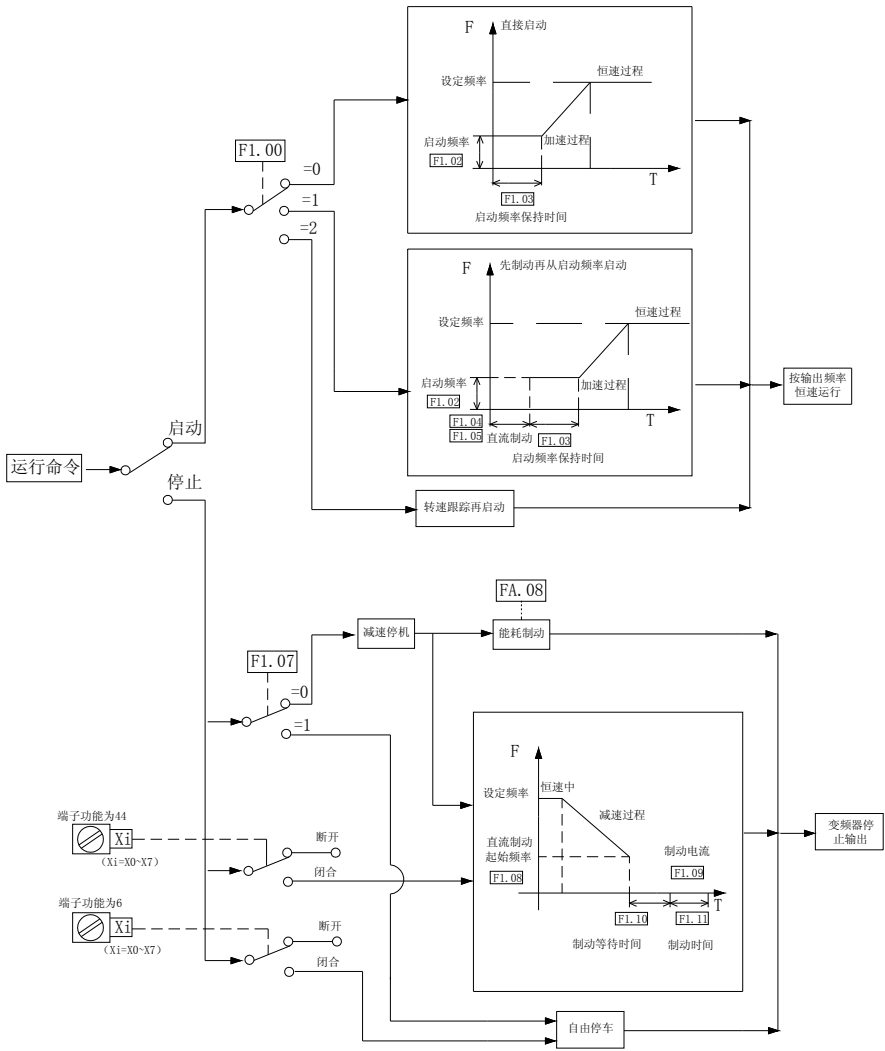 F
直接启动
设定频率
恒速过程
启动频率
加速过程
F1.02
T
F1.03
启动频率保持时间
F1.00
=0
=1
=2
F
先制动再从启动频率启动
设定频率
恒速过程
启动频率
加速过程
F1.02
F1.04
F1.05
直流制动
F1.03
T
启动频率保持时间
按输出频率
恒速运行
启动
运行命令
停止
转速跟踪再启动
FA.08
减速停机
能耗制动
F1.07
=0
=1
F
恒速中
设定频率
减速过程
直流制动
起始频率
制动电流
F1.08
F1.09
T
F1.10
F1.11
制动等待时间
制动时间
变频器停
止输出
端子功能为44
Xi
(Xi=X0~X7)
断开
闭合
端子功能为6
Xi
(Xi=X0~X7)
断开
闭合
自由停车